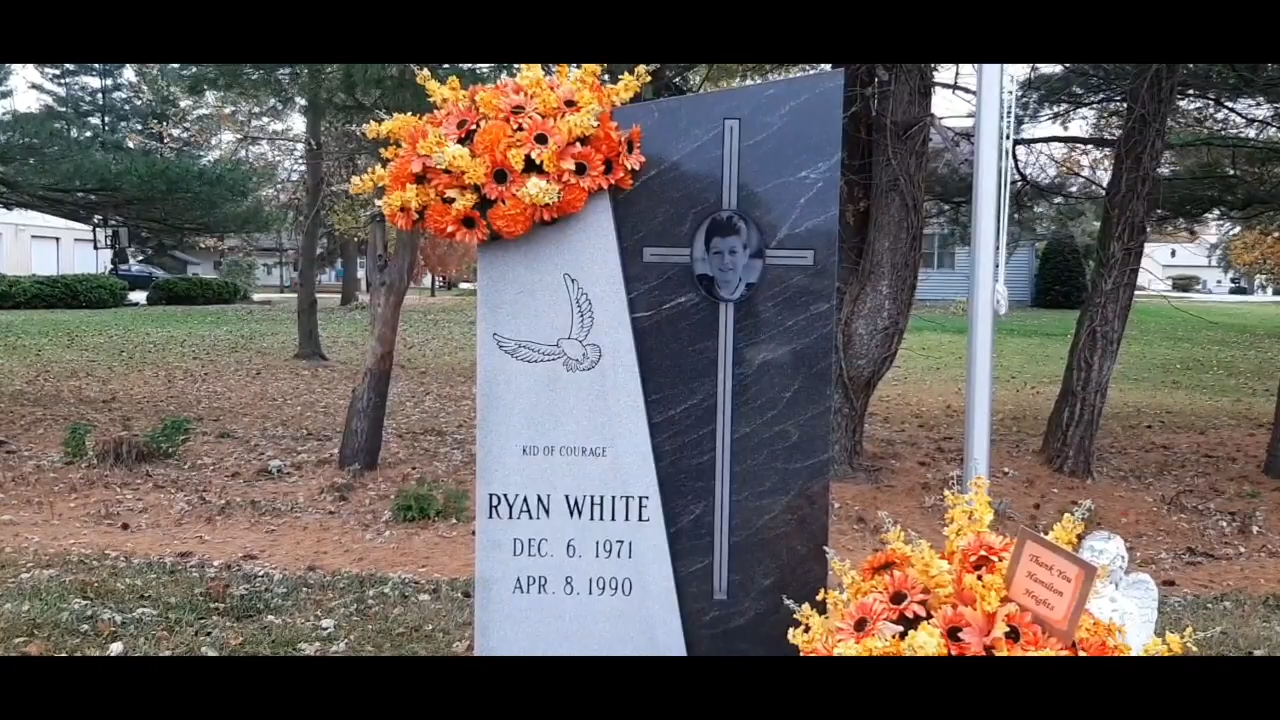 "KID OF COURAGE"
RYAN WHITE
DEC. 6. 1971
APR. 8. 1990
Thank You
Hamilton
Heights